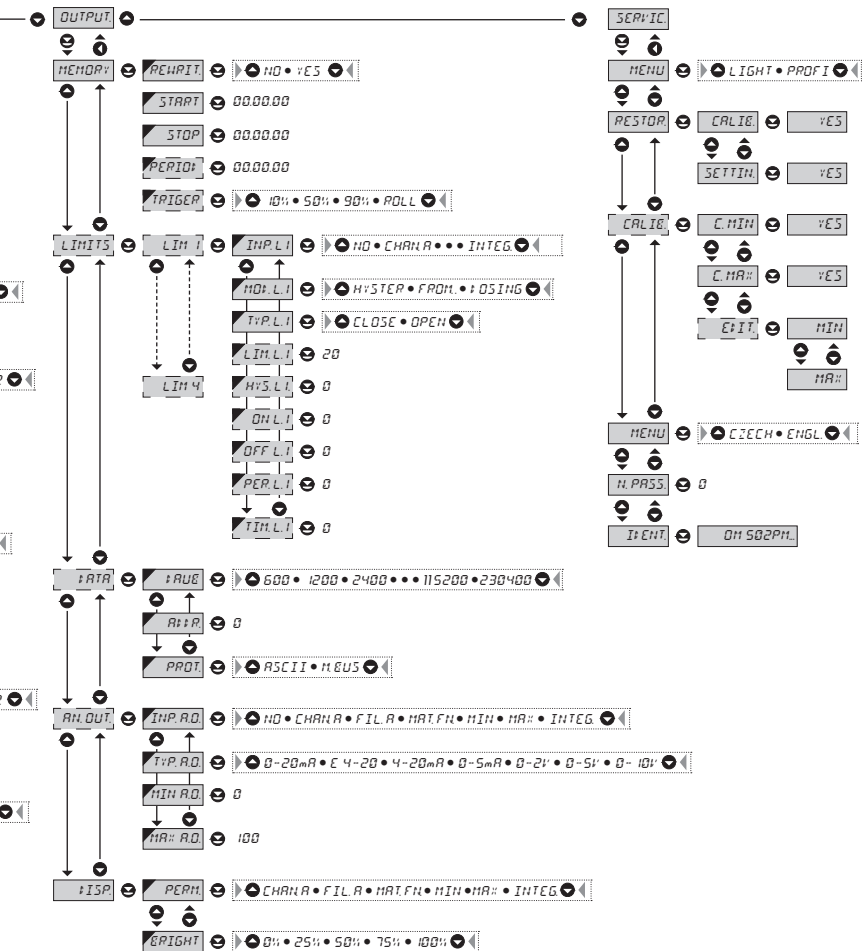 OUTPUT.
MEMORY REWRIT. NO • YES
START 00.00.00
STOP 00.00.00
PERIOD 00.00.00
TRIGER 10% • 50% • 90% • ROLL
LIMITS LIM 1 INP. L1 NO • CHAN.A • • • INTEG.
MOD. L.1 HYSTER • FROM.. • DOSING
TYP. L.1 CLOSE • OPEN
LIM. L.1 20
LIM 4 HYS. L1 0
ON L.1 0
OFF L.1 0
PER. L.1 0
TIM. L.1 0
DATA BAUD 600 • 1200 • 2400 • • • 115200 • 230400
ADDR. 0
PROT. ASCII • M.BUS
AN. OUT. INP. A.O. NO • CHAN.A • FIL. A • MAT. FN. • MIN • MAX • INTEG.
TYP. A.O. 0-20mA • E 4-20 • 4-20mA • 0-5mA • 0-2V • 0-5V • 0-10V
MIN A.O. 0
MAX A.O. 100
DISP. PERM. CHAN.A • FIL. A • MAT. FN. • MIN • MAX • INTEG.
BRIGHT 0% • 25% • 50% • 75% • 100%
SERVIC.
MENU LIGHT • PROFI
RESTOR. CALIB. YES
SETTIN. YES
CALIB. C. MIN YES
C. MAX YES
EDIT. MIN
MAX
MENU CZECH • ENGL.
N. PASS. 0
IDENT. OM 502PM...